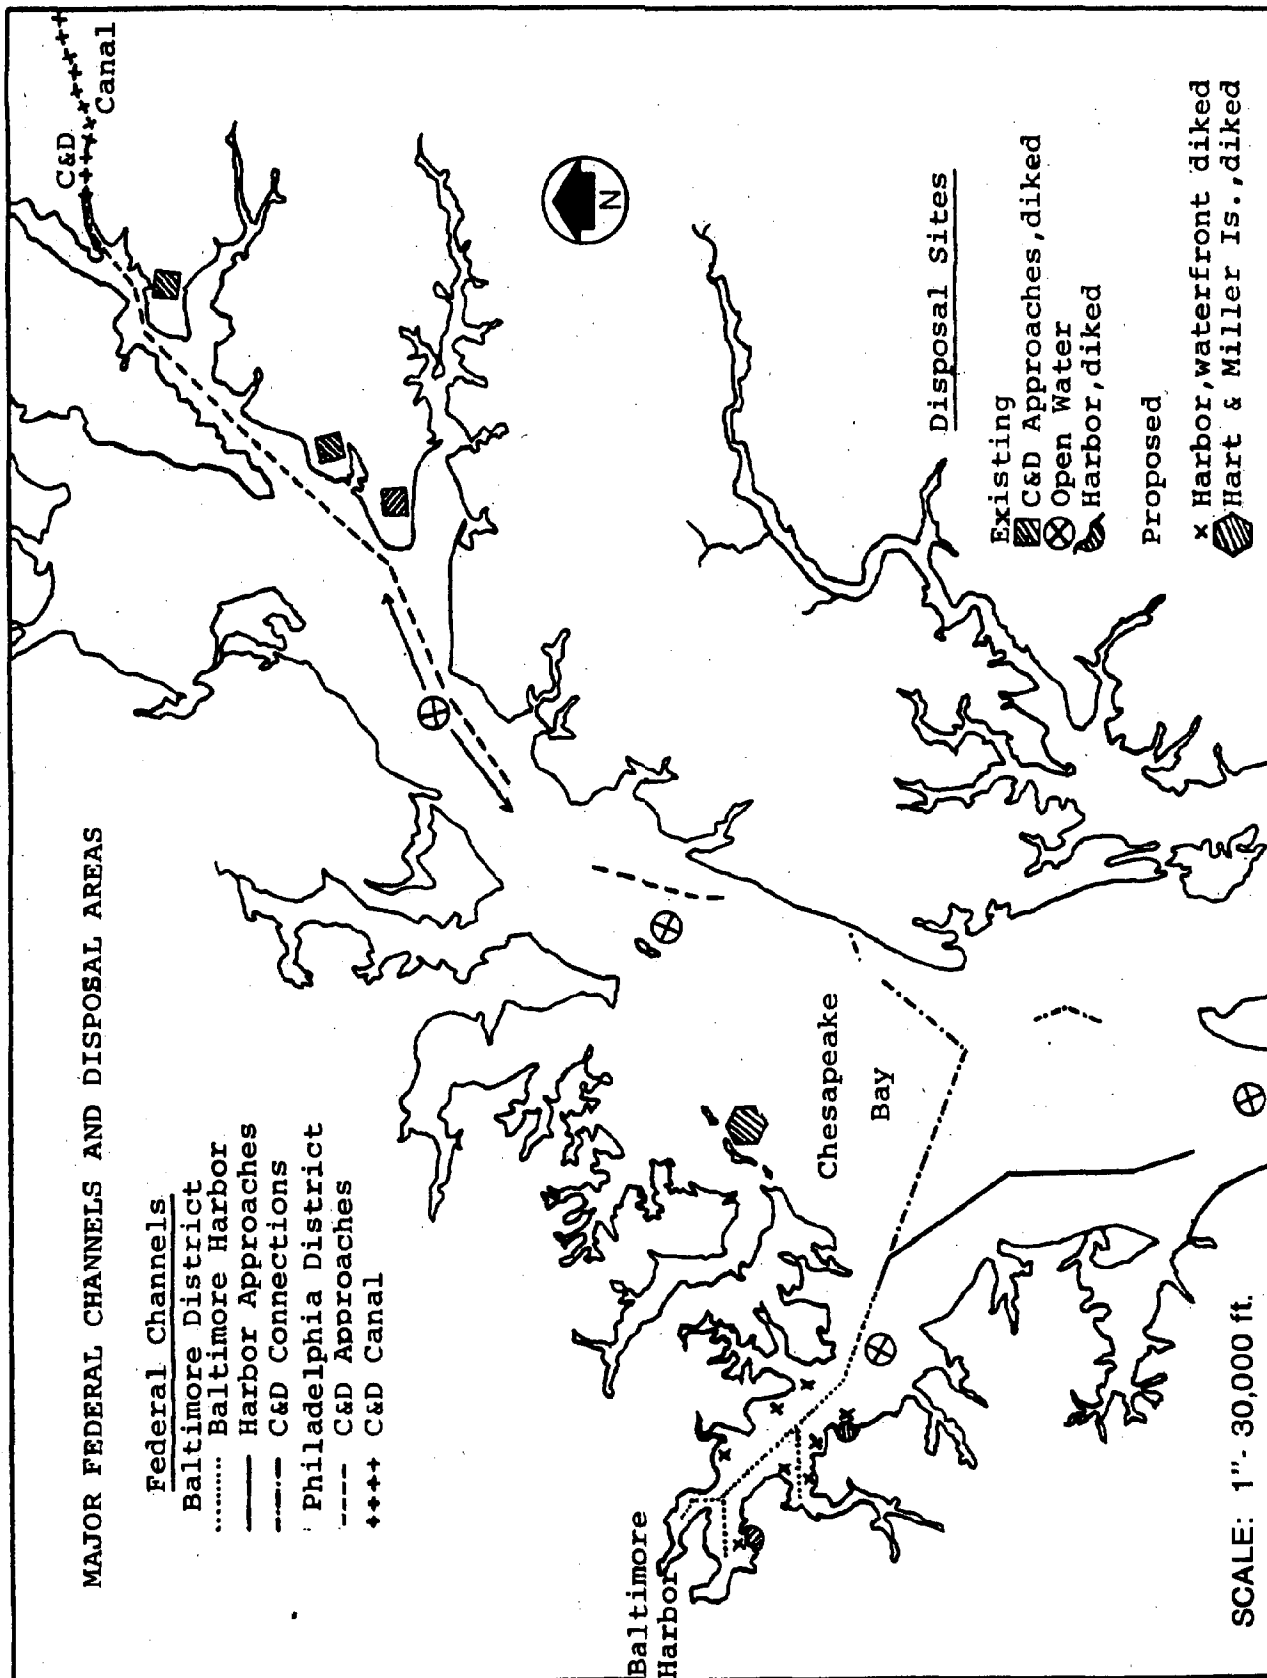 MAJOR FEDERAL CHANNELS AND DISPOSAL AREAS
Federal Channels
Baltimore District
Baltimore Harbor
Harbor Approaches
C&D Connections
Philadelphia District
C&D Approaches
C&D Canal
C&D
Canal
N
Chesapeake
Bay
Baltimore
Harbor
Disposal Sites
Existing
C&D Approaches,diked
Open Water
Harbor,diked
Proposed
x Harbor,waterfront diked
Hart & Miller Is.,diked
SCALE: 1"- 30,000 ft.